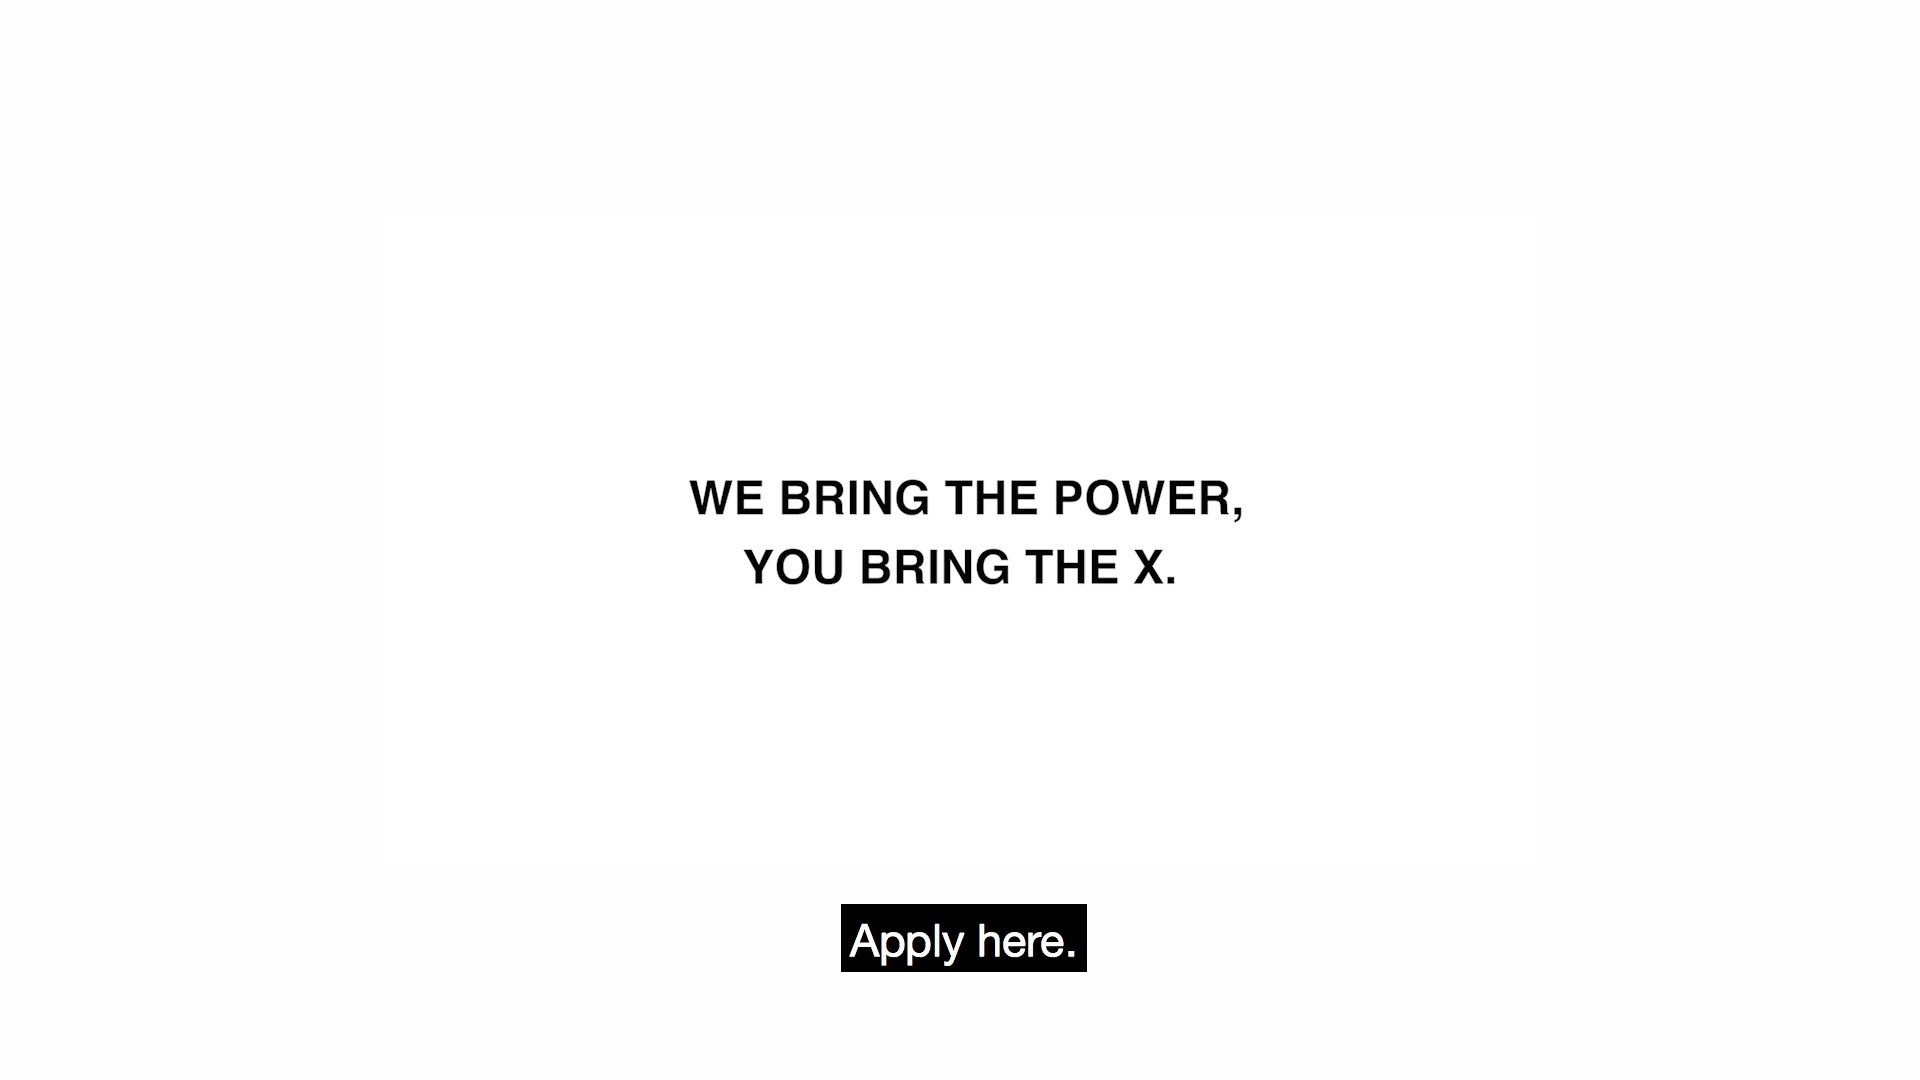 WE BRING THE POWER,
YOU BRING THE X.
Apply here.